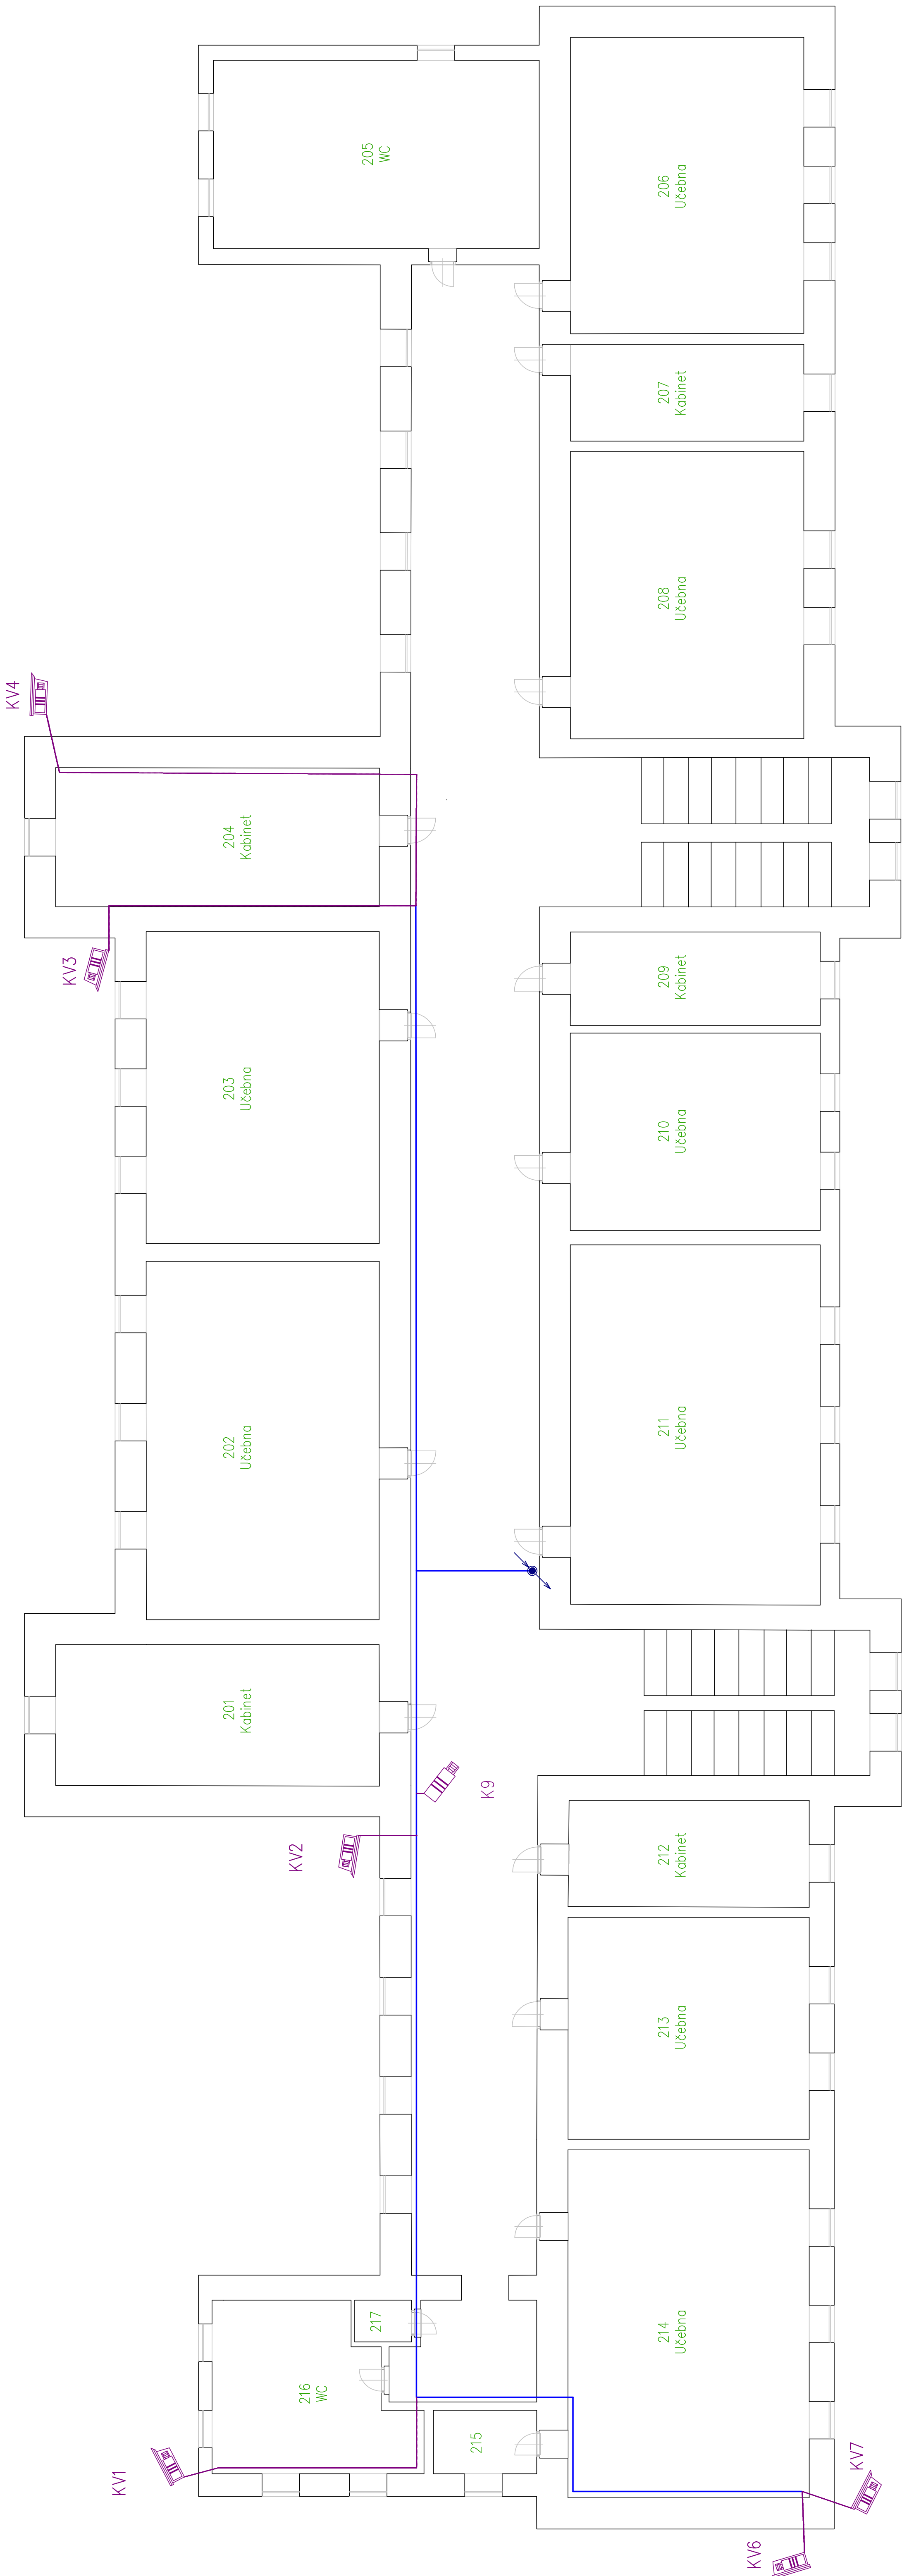 205
WC
206
Učebna
207
Kabinet
208
Učebna
KV4
204
Kabinet
KV3
209
Kabinet
203
Učebna
210
Učebna
202
Učebna
211
Učebna
201
Kabinet
K9
KV2
212
Kabinet
213
Učebna
217
214
Učebna
216
WC
215
KV1
KV7
KV6